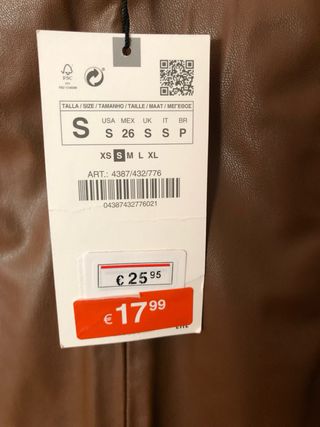 FSC
TALLA / SIZE / TAMANHO / TAILLE / MAAT / ΜΕΓΕΘΟΣ
S
USA MEX UK IT BR
S 26 S S P
XS S M L XL
ART.: 4387/432/776
04387432776021
€ 25 95
€ 17 99